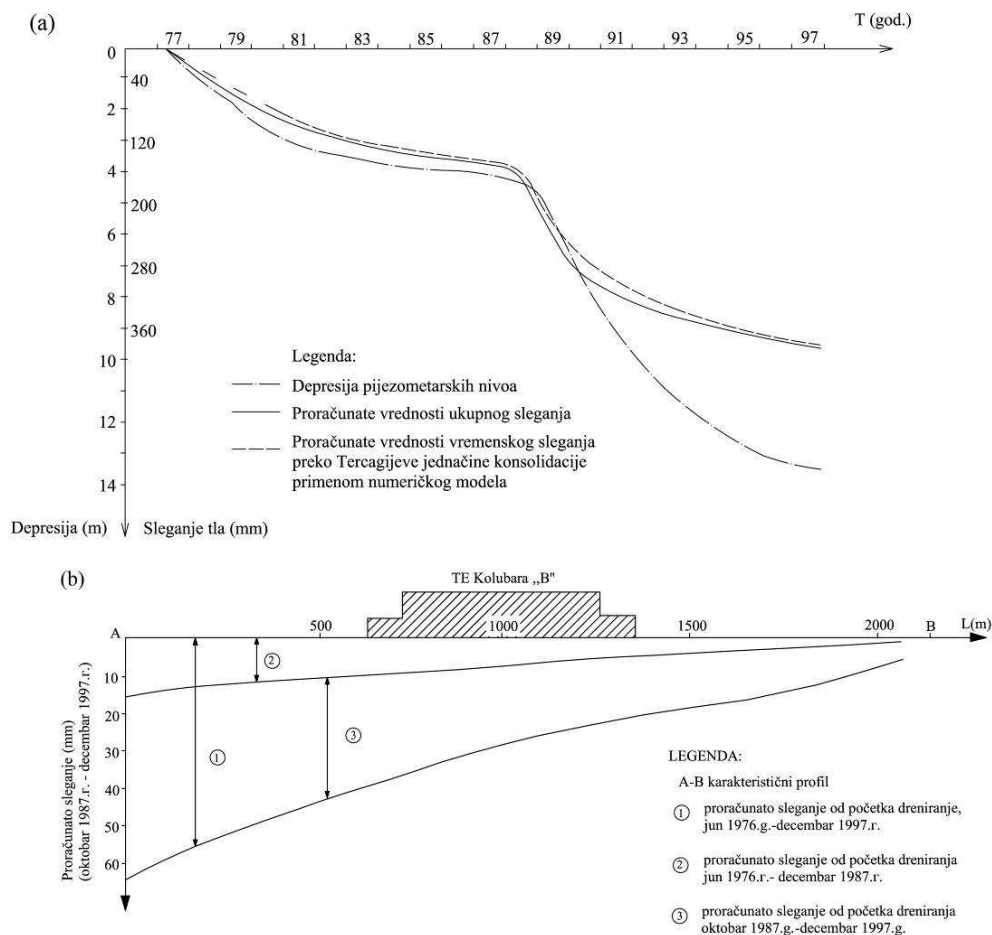 (a)
T (god.)
77 79 81 83 85 87 89 91 93 95 97
0
40
2
120
4
200
6
280
8
360
10
12
14
Legenda:
Depresija pijezometarskih nivoa
Proračunate vrednosti ukupnog sleganja
Proračunate vrednosti vremenskog sleganja
preko Tercagijeve jednačine konsolidacije
primenom numeričkog modela
Depresija (m) Sleganje tla (mm)
(b)
TE Kolubara ,,B"
A 500 1000 1500 2000 B L(m)
10
20
30
40
50
60
Proračunato sleganje (mm)
(oktobar 1987.r. - decembar 1997.r.)
2
1
3
LEGENDA:
A-B karakteristični profil
1 proračunato sleganje od početka dreniranje,
jun 1976.g.-decembar 1997.r.
2 proračunato sleganje od početka dreniranja
jun 1976.r.- decembar 1987.r.
3 proračunato sleganje od početka dreniranja
oktobar 1987.g.-decembar 1997.g.